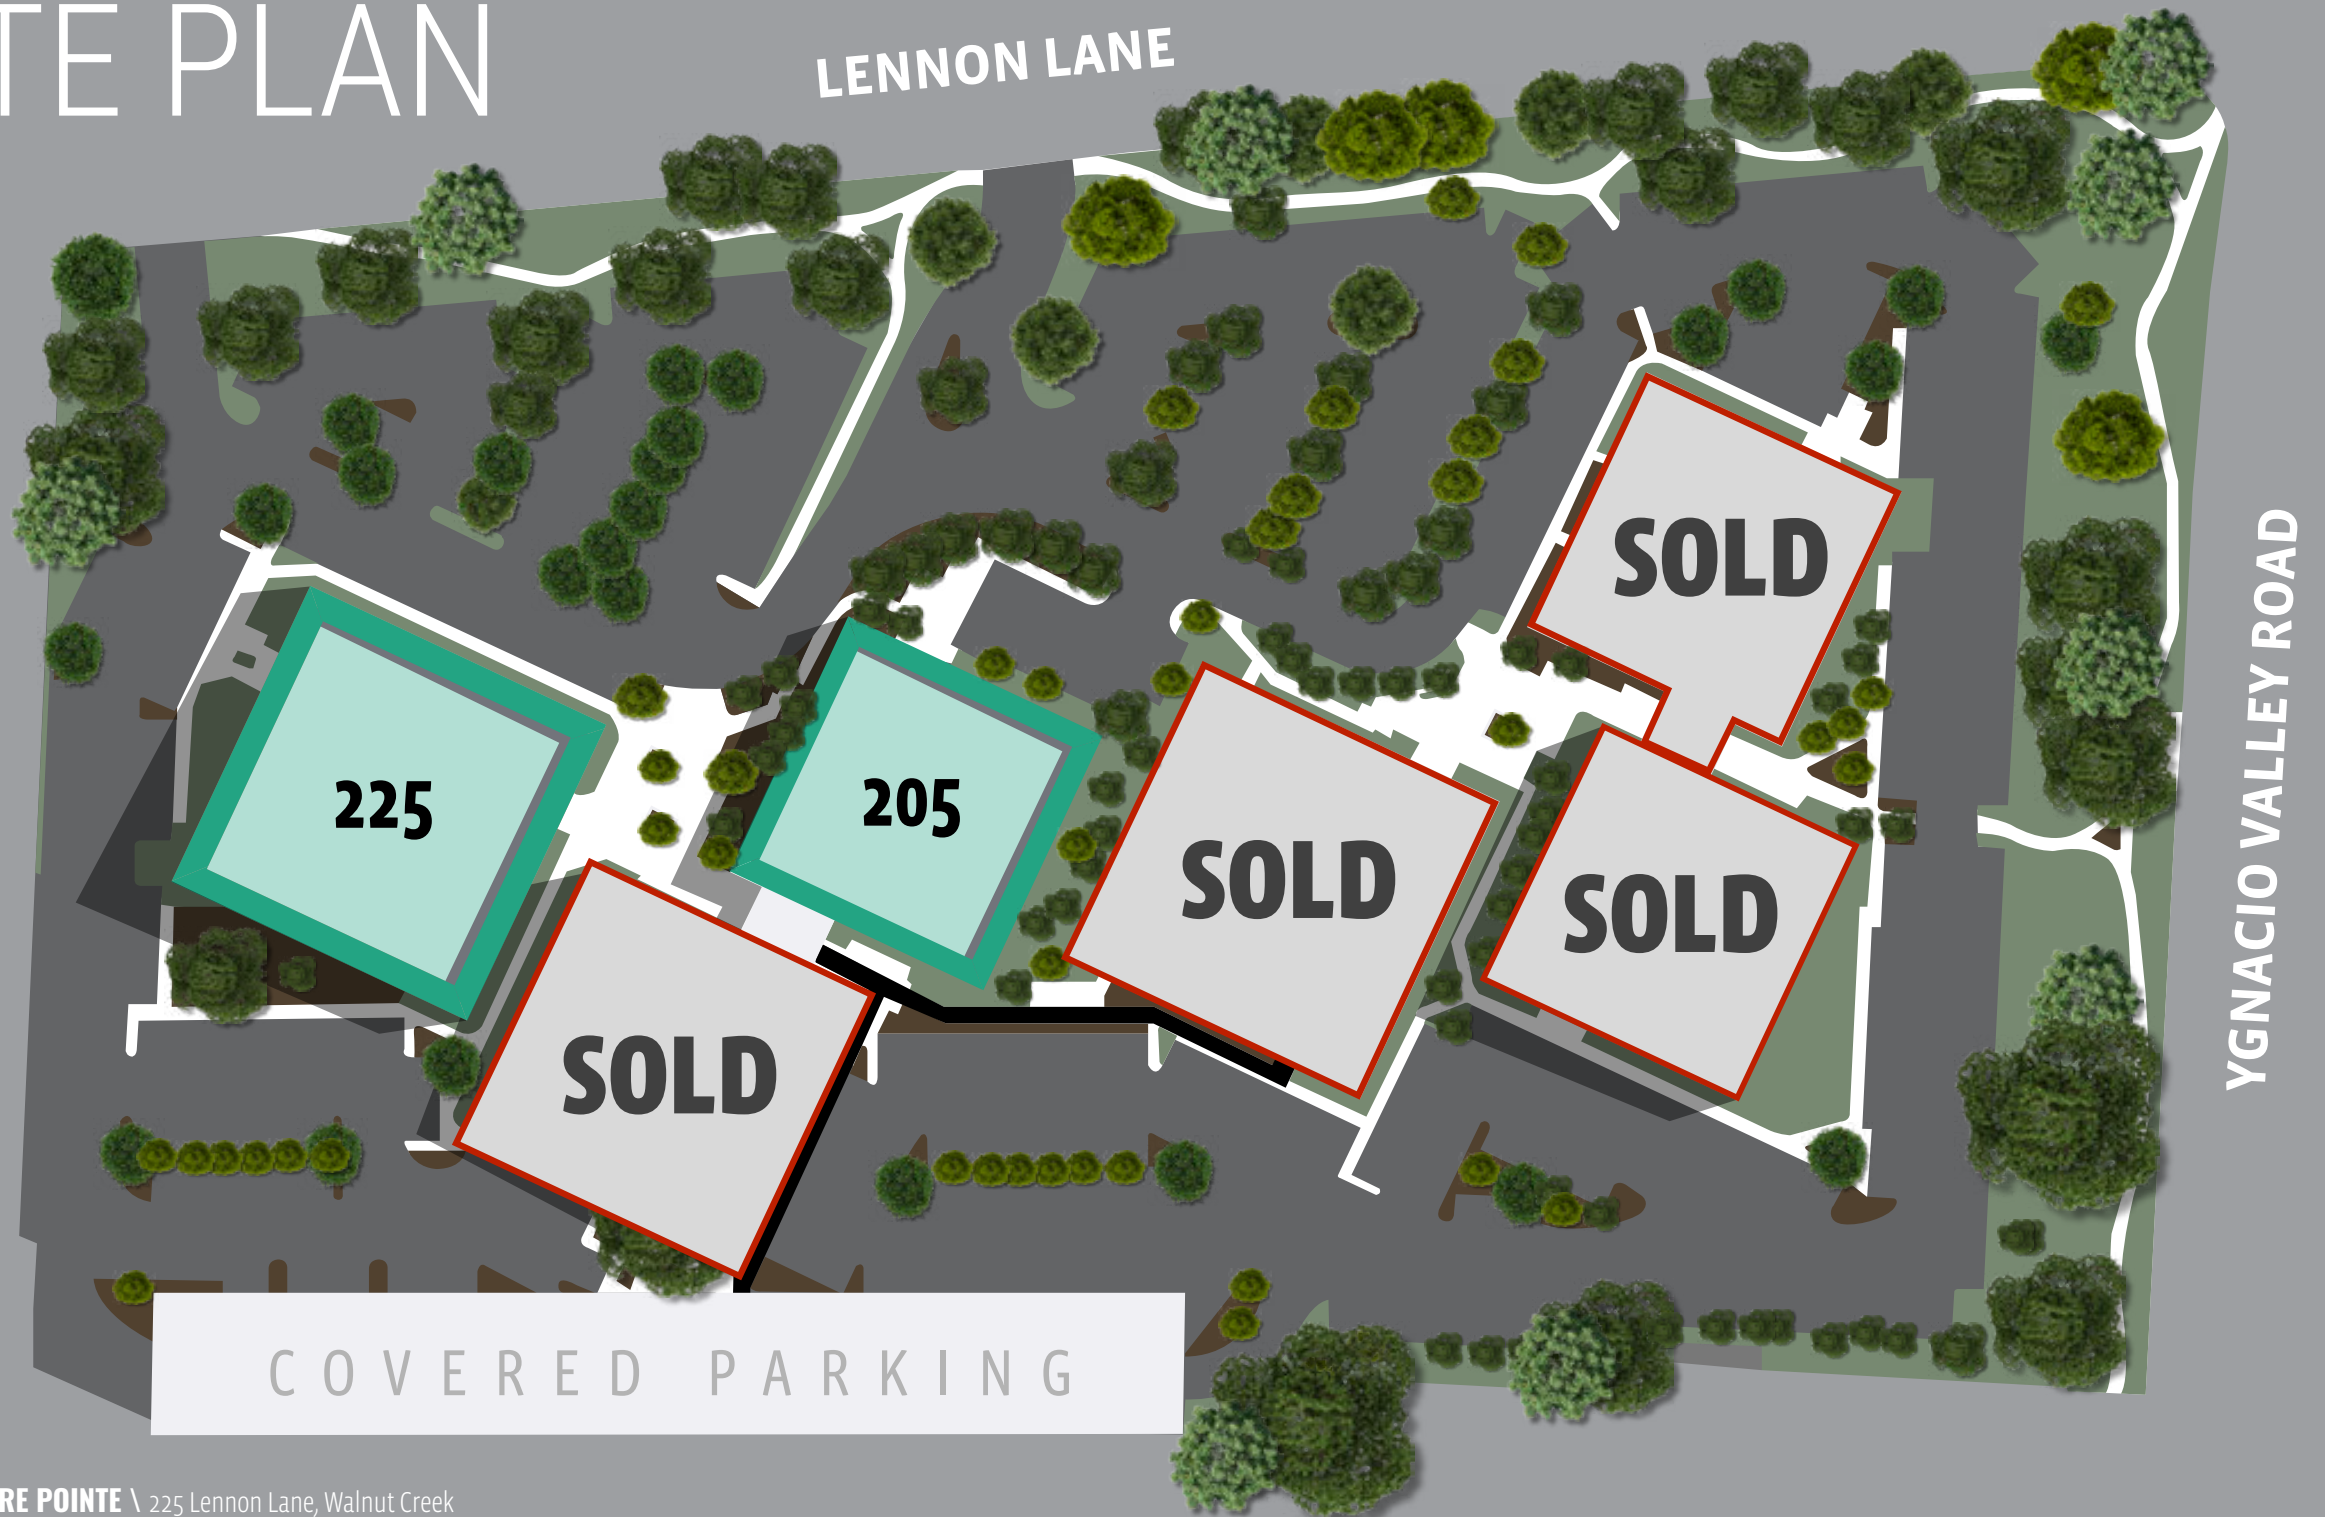 TE PLAN
LENNON LANE
YGNACIO VALLEY ROAD
SOLD
225
205
SOLD
SOLD
SOLD
COVERED PARKING
RE POINTE \ 225 Lennon Lane, Walnut Creek